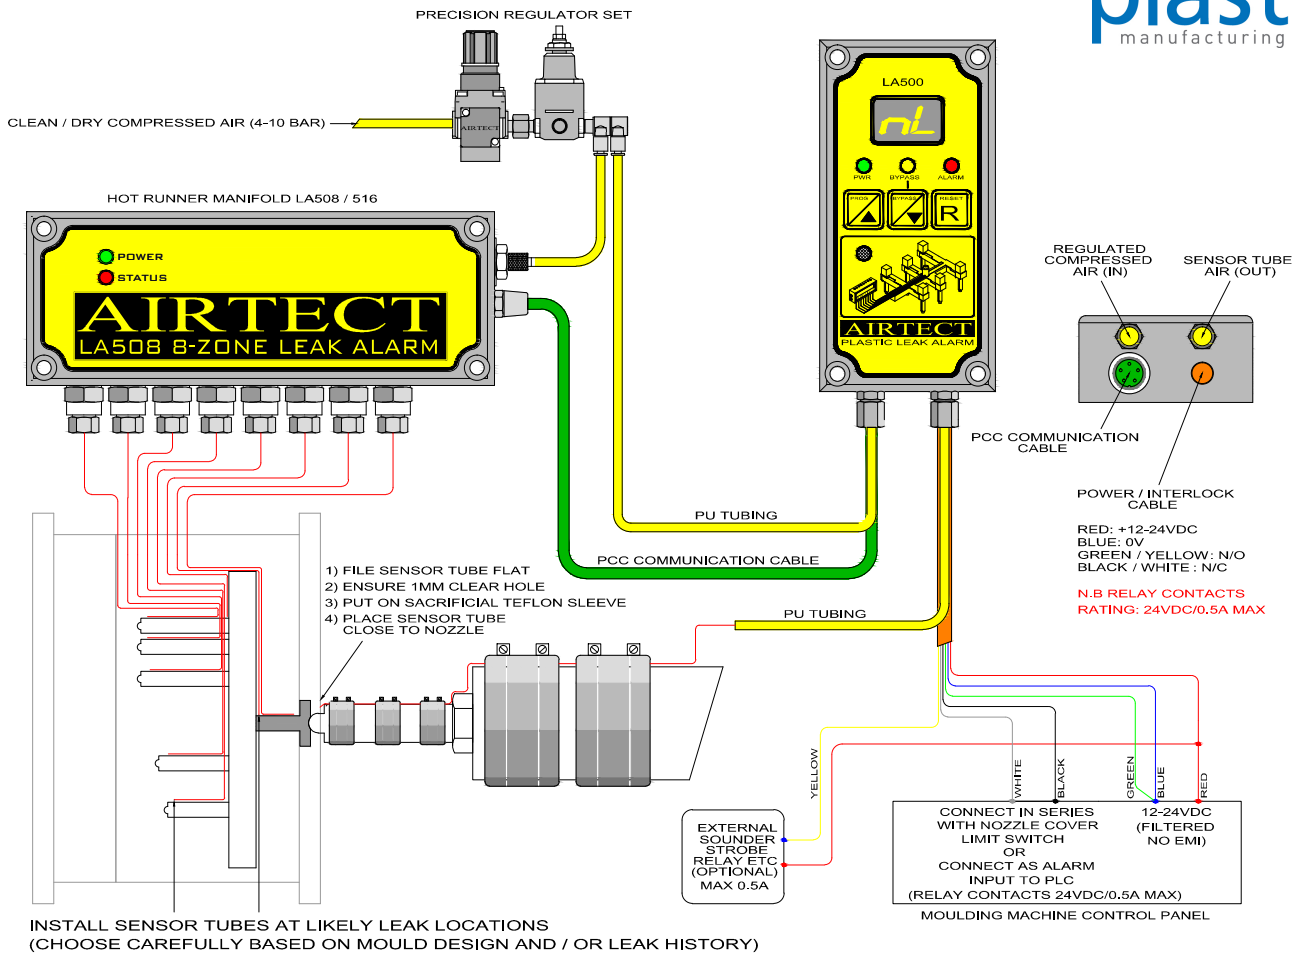 plast
manufacturing
PRECISION REGULATOR SET
CLEAN / DRY COMPRESSED AIR (4-10 BAR)
AIRTECT
HOT RUNNER MANIFOLD LA508 / 516
POWER
STATUS
AIRTECT
LA508 8-ZONE LEAK ALARM
LA500
nL
PWR BYPASS ALARM
PROG BYPASS RESET
R
AIRTECT
PLASTIC LEAK ALARM
REGULATED
COMPRESSED
AIR (IN)
SENSOR TUBE
AIR (OUT)
PCC COMMUNICATION
CABLE
POWER / INTERLOCK
CABLE
RED: +12-24VDC
BLUE: 0V
GREEN / YELLOW: N/O
BLACK / WHITE : N/C
N.B RELAY CONTACTS
RATING: 24VDC/0.5A MAX
PU TUBING
PCC COMMUNICATION CABLE
1) FILE SENSOR TUBE FLAT
2) ENSURE 1MM CLEAR HOLE
3) PUT ON SACRIFICIAL TEFLON SLEEVE
4) PLACE SENSOR TUBE
CLOSE TO NOZZLE
PU TUBING
YELLOW
WHITE
BLACK
GREEN
BLUE
RED
EXTERNAL
SOUNDER
STROBE
RELAY ETC
(OPTIONAL)
MAX 0.5A
CONNECT IN SERIES
WITH NOZZLE COVER
LIMIT SWITCH
OR
CONNECT AS ALARM
INPUT TO PLC
(RELAY CONTACTS 24VDC/0.5A MAX)
12-24VDC
(FILTERED
NO EMI)
MOULDING MACHINE CONTROL PANEL
INSTALL SENSOR TUBES AT LIKELY LEAK LOCATIONS
(CHOOSE CAREFULLY BASED ON MOULD DESIGN AND / OR LEAK HISTORY)